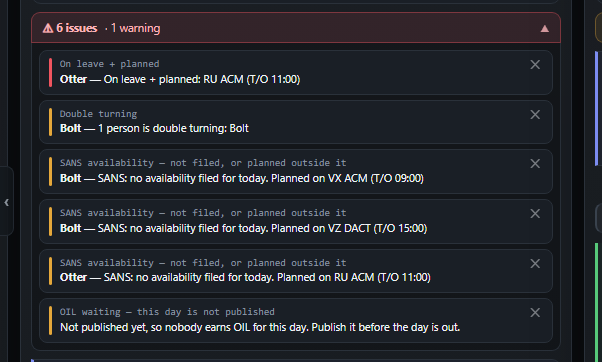 ⚠ 6 issues · 1 warning ▲
On leave + planned
Otter — On leave + planned: RU ACM (T/O 11:00)
Double turning
Bolt — 1 person is double turning: Bolt
SANS availability — not filed, or planned outside it
Bolt — SANS: no availability filed for today. Planned on VX ACM (T/O 09:00)
SANS availability — not filed, or planned outside it
Bolt — SANS: no availability filed for today. Planned on VZ DACT (T/O 15:00)
SANS availability — not filed, or planned outside it
Otter — SANS: no availability filed for today. Planned on RU ACM (T/O 11:00)
OIL waiting — this day is not published
Not published yet, so nobody earns OIL for this day. Publish it before the day is out.